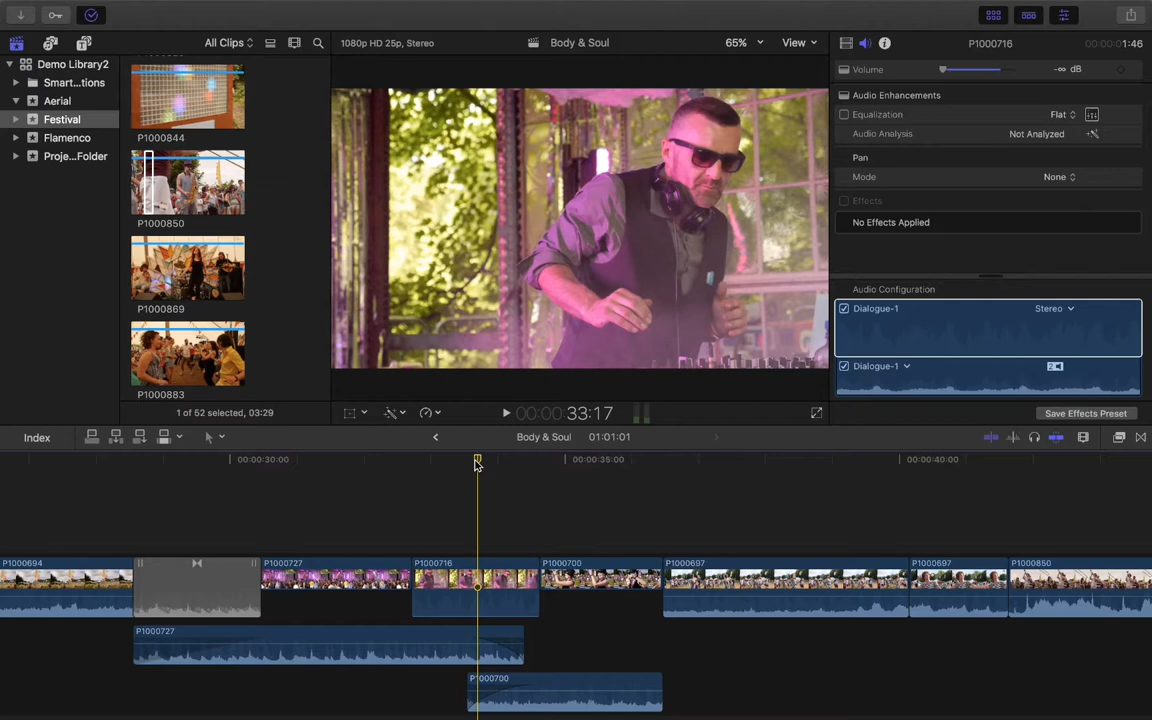 All Clips
1080p HD 25p, Stereo
Body & Soul
65%
View
P1000716
1:46
Demo Library2
Smart...tions
Aerial
Festival
Flamenco
Proje...Folder
P1000844
P1000850
P1000869
P1000883
1 of 52 selected, 03:29
Volume
-∞ dB
Audio Enhancements
Equalization
Flat
Audio Analysis
Not Analyzed
Pan
Mode
None
Effects
No Effects Applied
Audio Configuration
Dialogue-1
Stereo
Dialogue-1
2
00:00:33:17
Save Effects Preset
Index
Body & Soul
01:01:01
00:00:30:00
00:00:35:00
00:00:40:00
P1000694
P1000727
P1000716
P1000700
P1000697
P1000697
P1000850
P1000727
P1000700